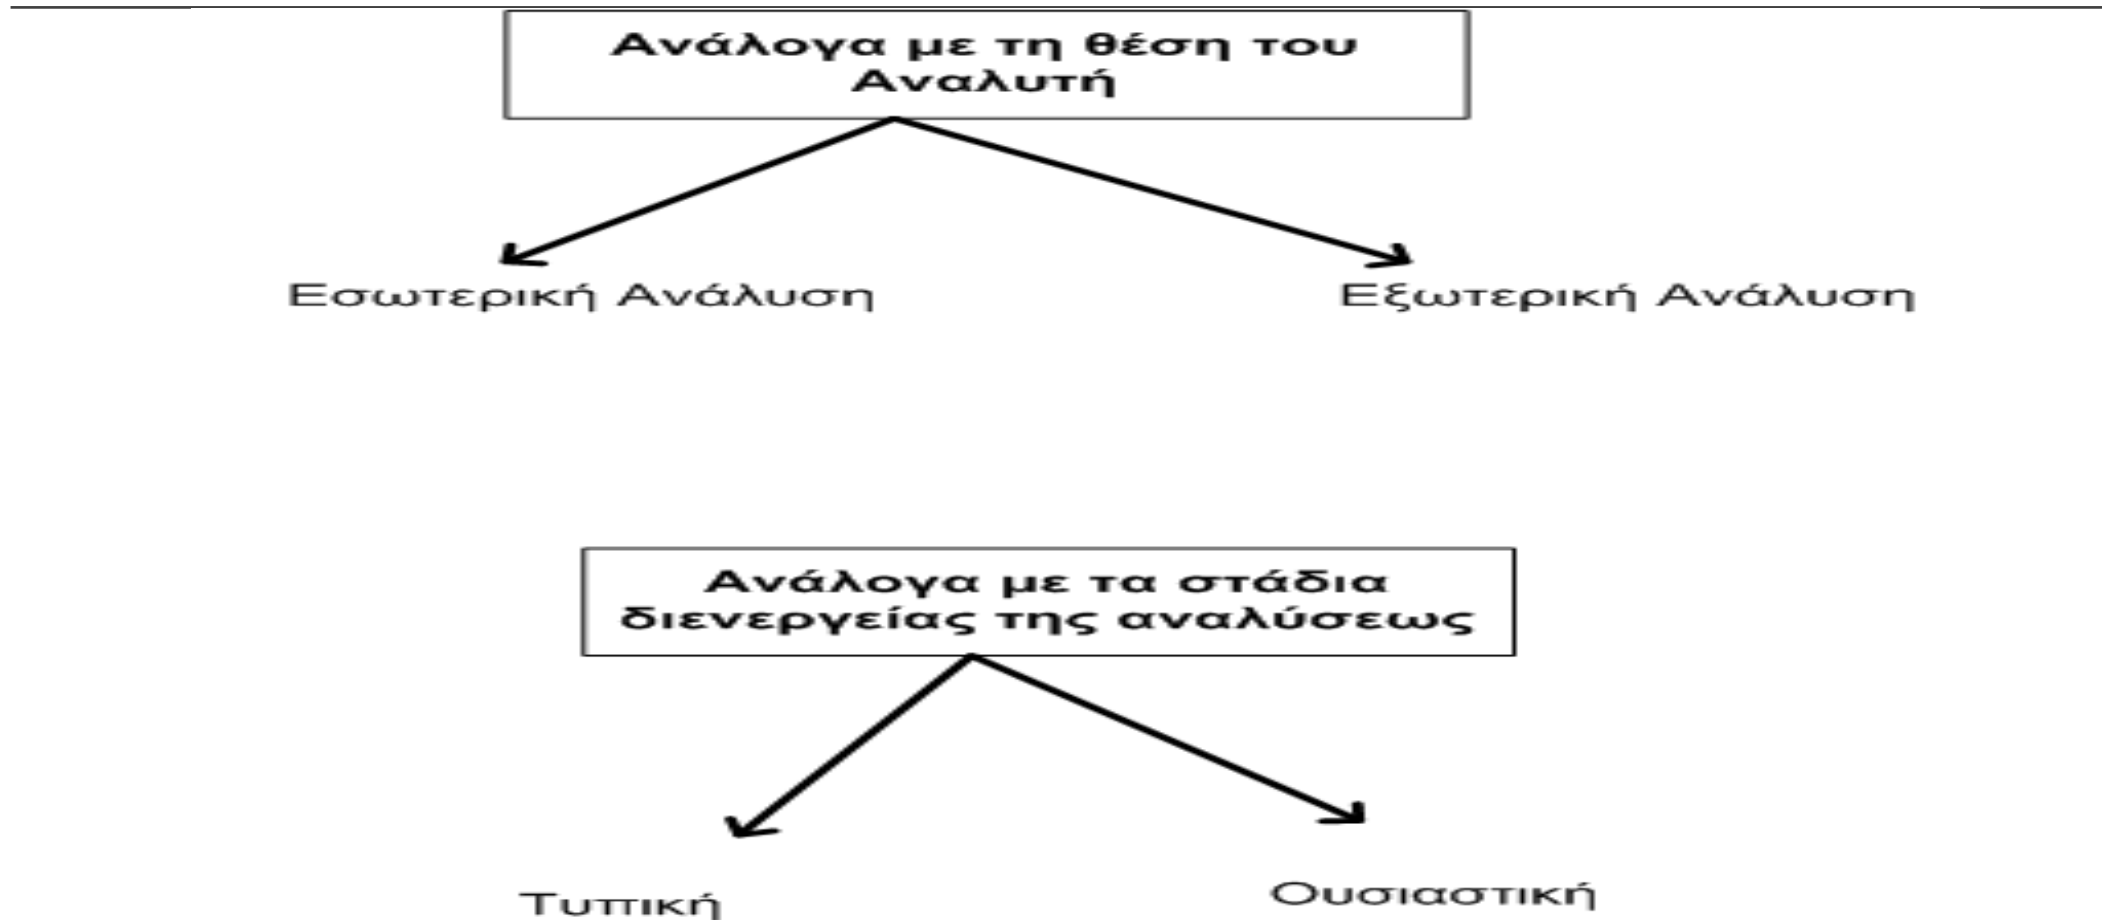 Ανάλογα με τη θέση του
Αναλυτή
Εσωτερική Ανάλυση
Εξωτερική Ανάλυση
Ανάλογα με τα στάδια
διενεργείας της αναλύσεως
Τυπική
Ουσιαστική